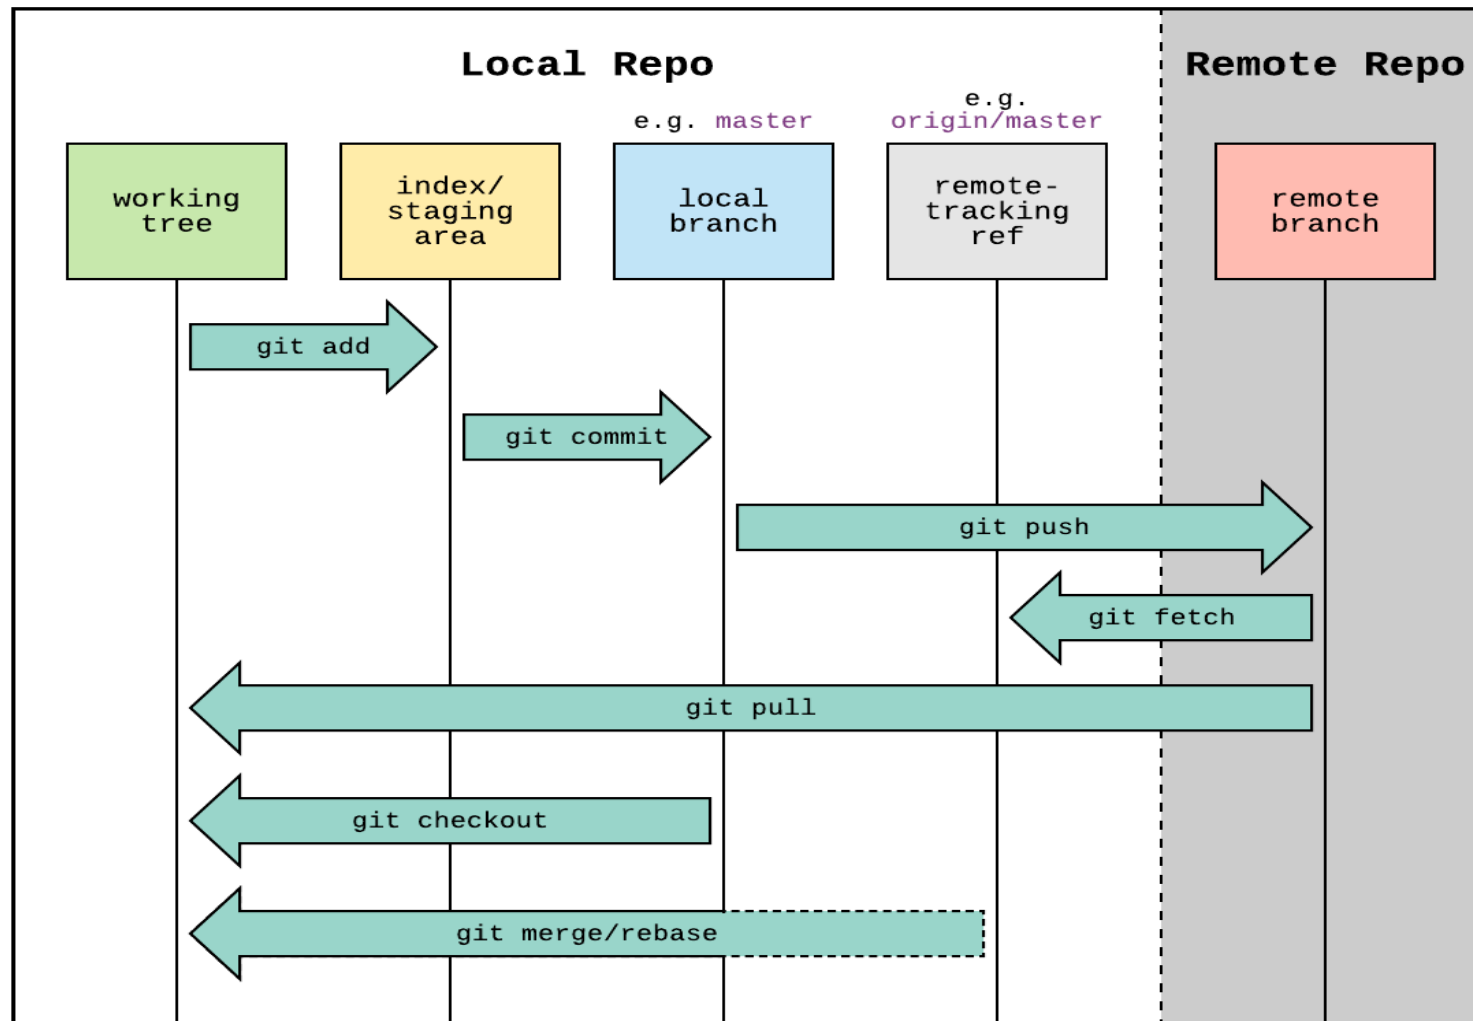 Local Repo
Remote Repo
e.g. master
e.g.
origin/master
working
tree
index/
staging
area
local
branch
remote-
tracking
ref
remote
branch
git add
git commit
git push
git fetch
git pull
git checkout
git merge/rebase